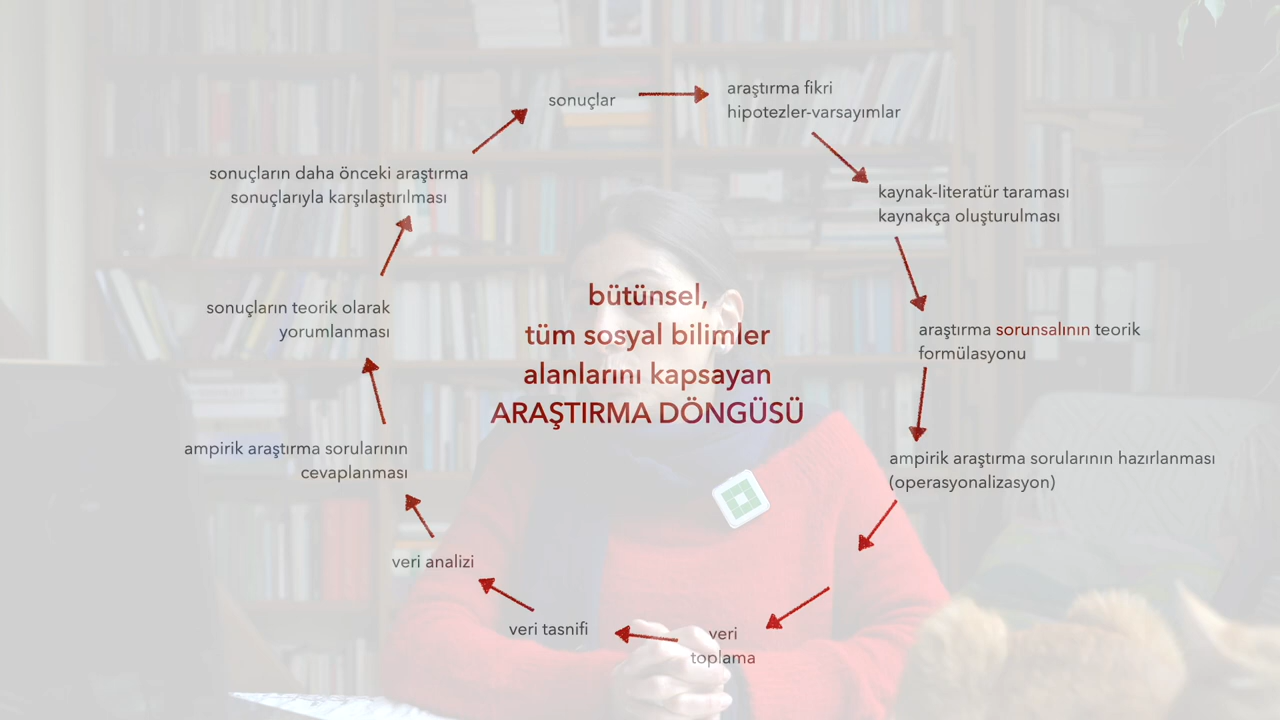 bütünsel,
tüm sosyal bilimler
alanlarını kapsayan
ARAŞTIRMA DÖNGÜSÜ
sonuçlar
araştırma fikri
hipotezler-varsayımlar
kaynak-literatür taraması
kaynakça oluşturulması
araştırma sorunsalının teorik
formülasyonu
ampirik araştırma sorularının hazırlanması
(operasyonalizasyon)
veri
toplama
veri tasnifi
veri analizi
ampirik araştırma sorularının
cevaplanması
sonuçların teorik olarak
yorumlanması
sonuçların daha önceki araştırma
sonuçlarıyla karşılaştırılması